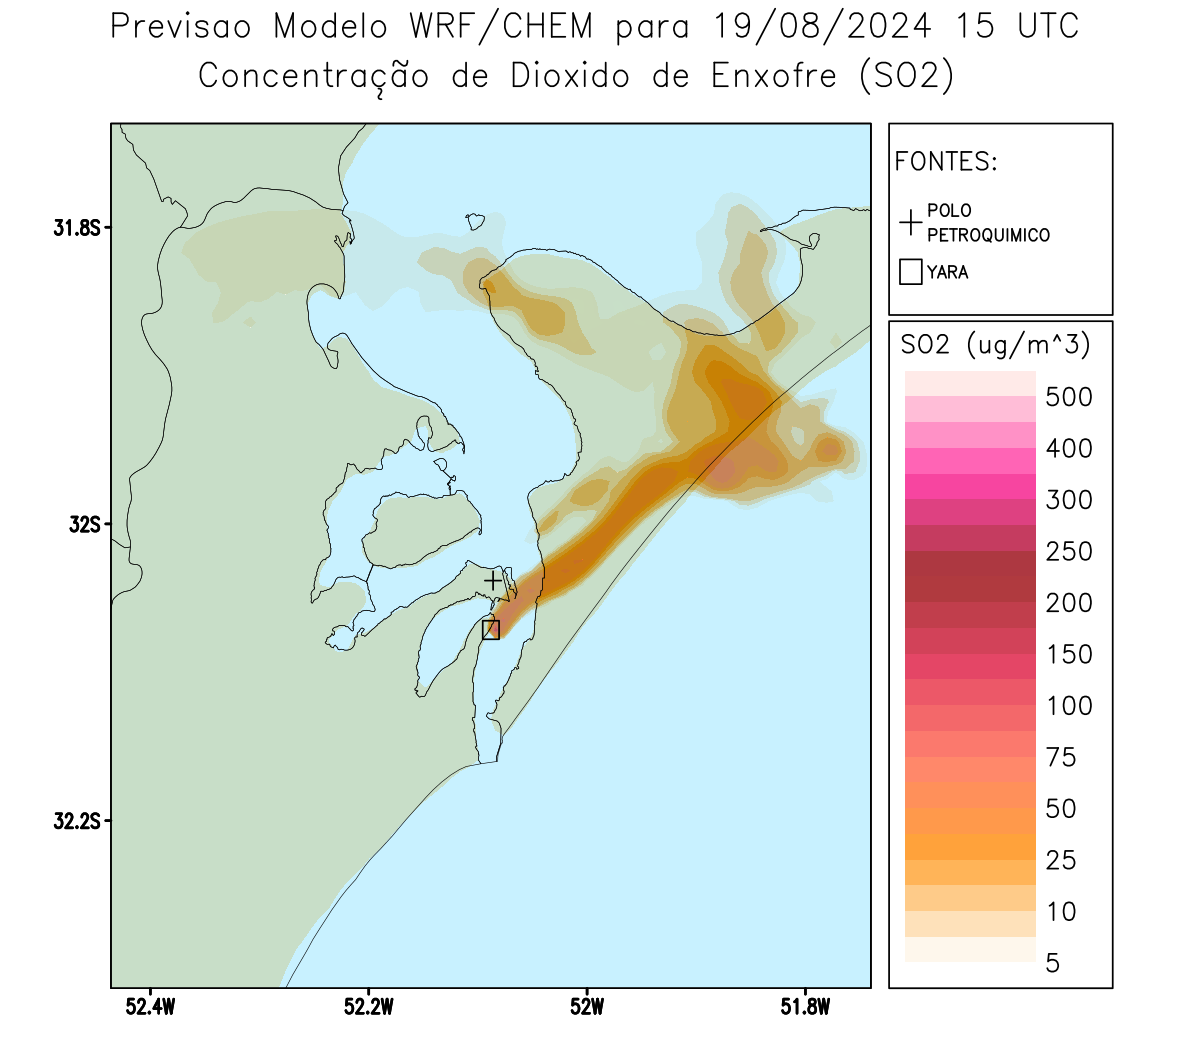 Previsao Modelo WRF/CHEM para 19/08/2024 15 UTC
Concentração de Dioxido de Enxofre (SO2)
FONTES:
POLO
PETROQUIMICO
YARA
SO2 (ug/m^3)
500
400
300
250
200
150
100
75
50
25
10
5
31.8S
32S
32.2S
52.4W 52.2W 52W 51.8W